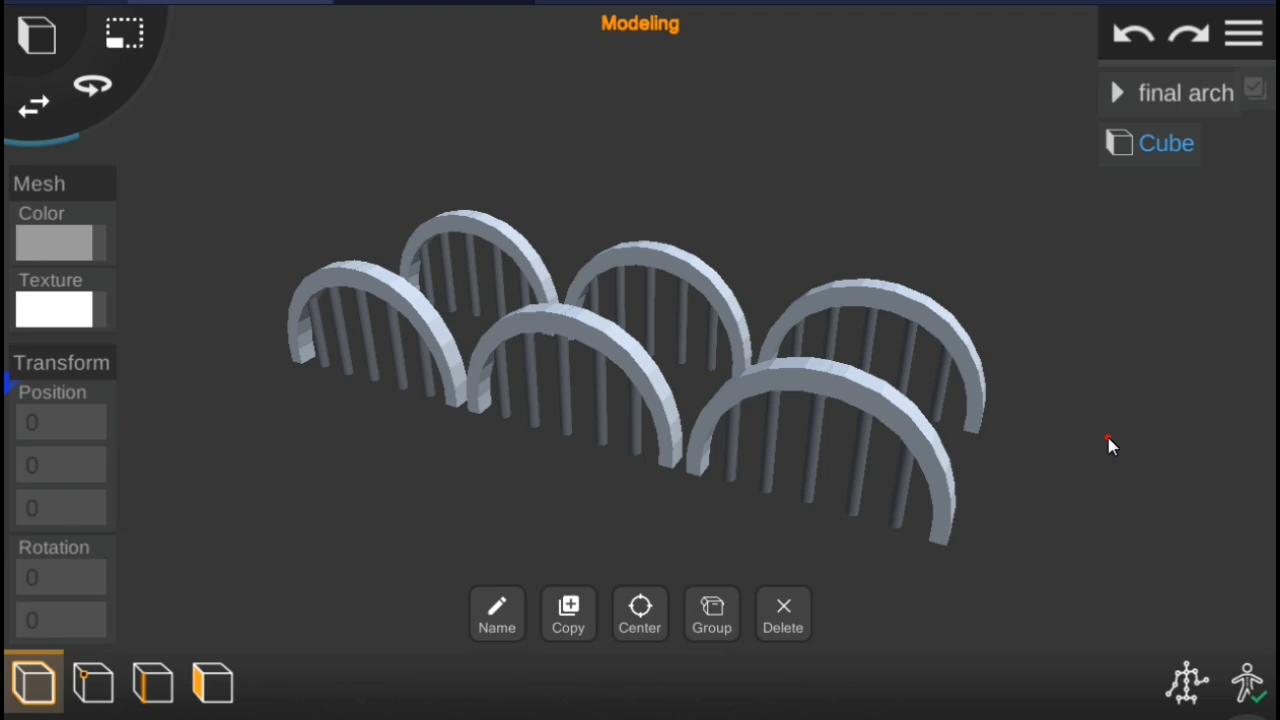 Modeling
final arch
Cube
Mesh
Color
Texture
Transform
Position
0
0
0
Rotation
0
0
Name
Copy
Center
Group
Delete